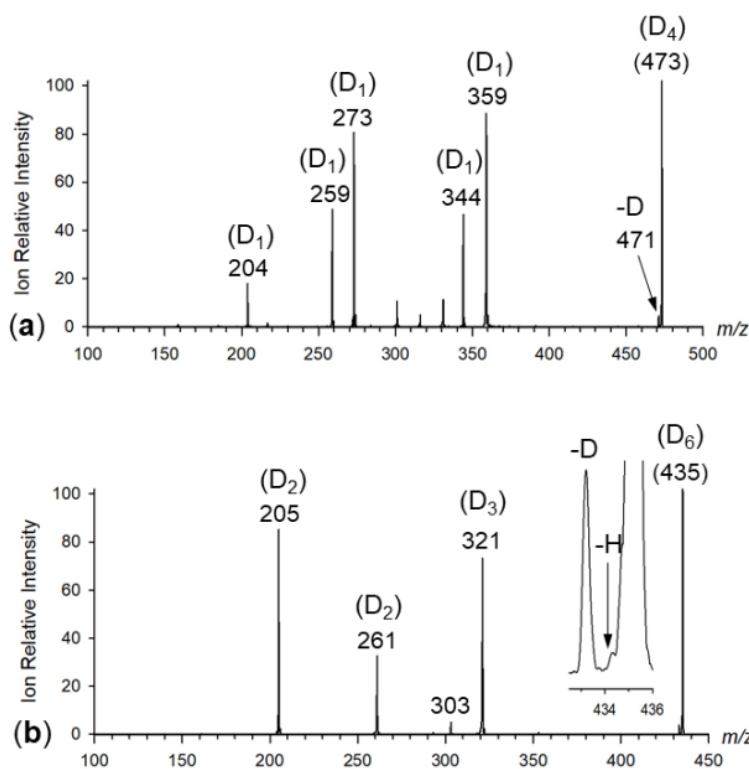 (D₄)
(473)
(D₁)
359
(D₁)
273
(D₁)
259
(D₁)
344
-D
471
(D₁)
204
Ion Relative Intensity
100
80
60
40
20
0
(a)
100 150 200 250 300 350 400 450 500 m/z
(D₆)
(435)
-D
-H
434 436
(D₂)
205
(D₃)
321
(D₂)
261
303
Ion Relative Intensity
100
80
60
40
20
0
(b)
100 150 200 250 300 350 400 450 m/z